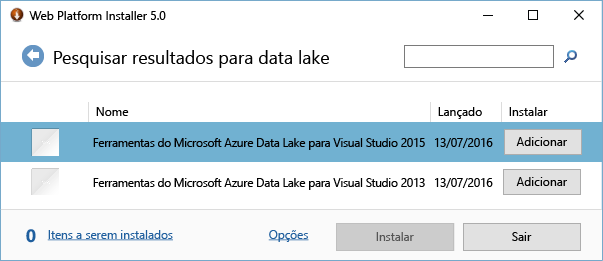 Web Platform Installer 5.0
Pesquisar resultados para data lake
Nome Lançado Instalar
Ferramentas do Microsoft Azure Data Lake para Visual Studio 2015 13/07/2016 Adicionar
Ferramentas do Microsoft Azure Data Lake para Visual Studio 2013 13/07/2016 Adicionar
0 Itens a serem instalados Opções Instalar Sair